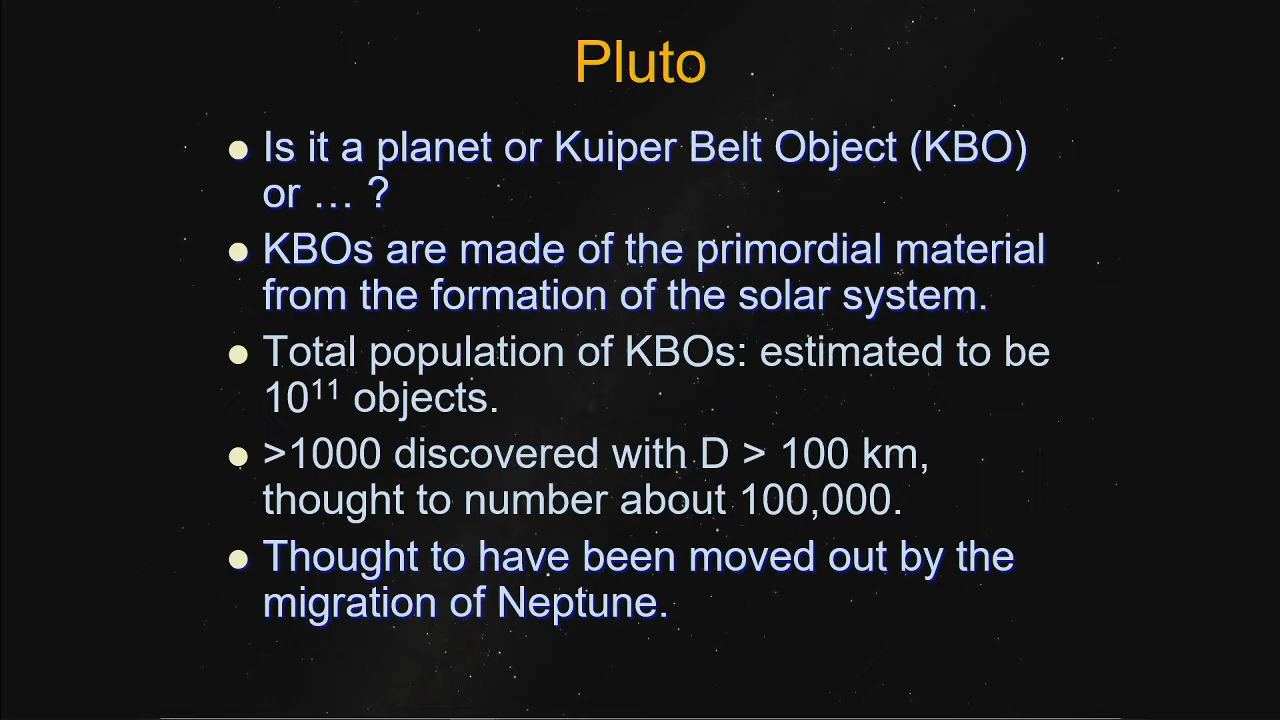 Pluto
Is it a planet or Kuiper Belt Object (KBO)
or … ?
KBOs are made of the primordial material
from the formation of the solar system.
Total population of KBOs: estimated to be
10¹¹ objects.
>1000 discovered with D > 100 km,
thought to number about 100,000.
Thought to have been moved out by the
migration of Neptune.